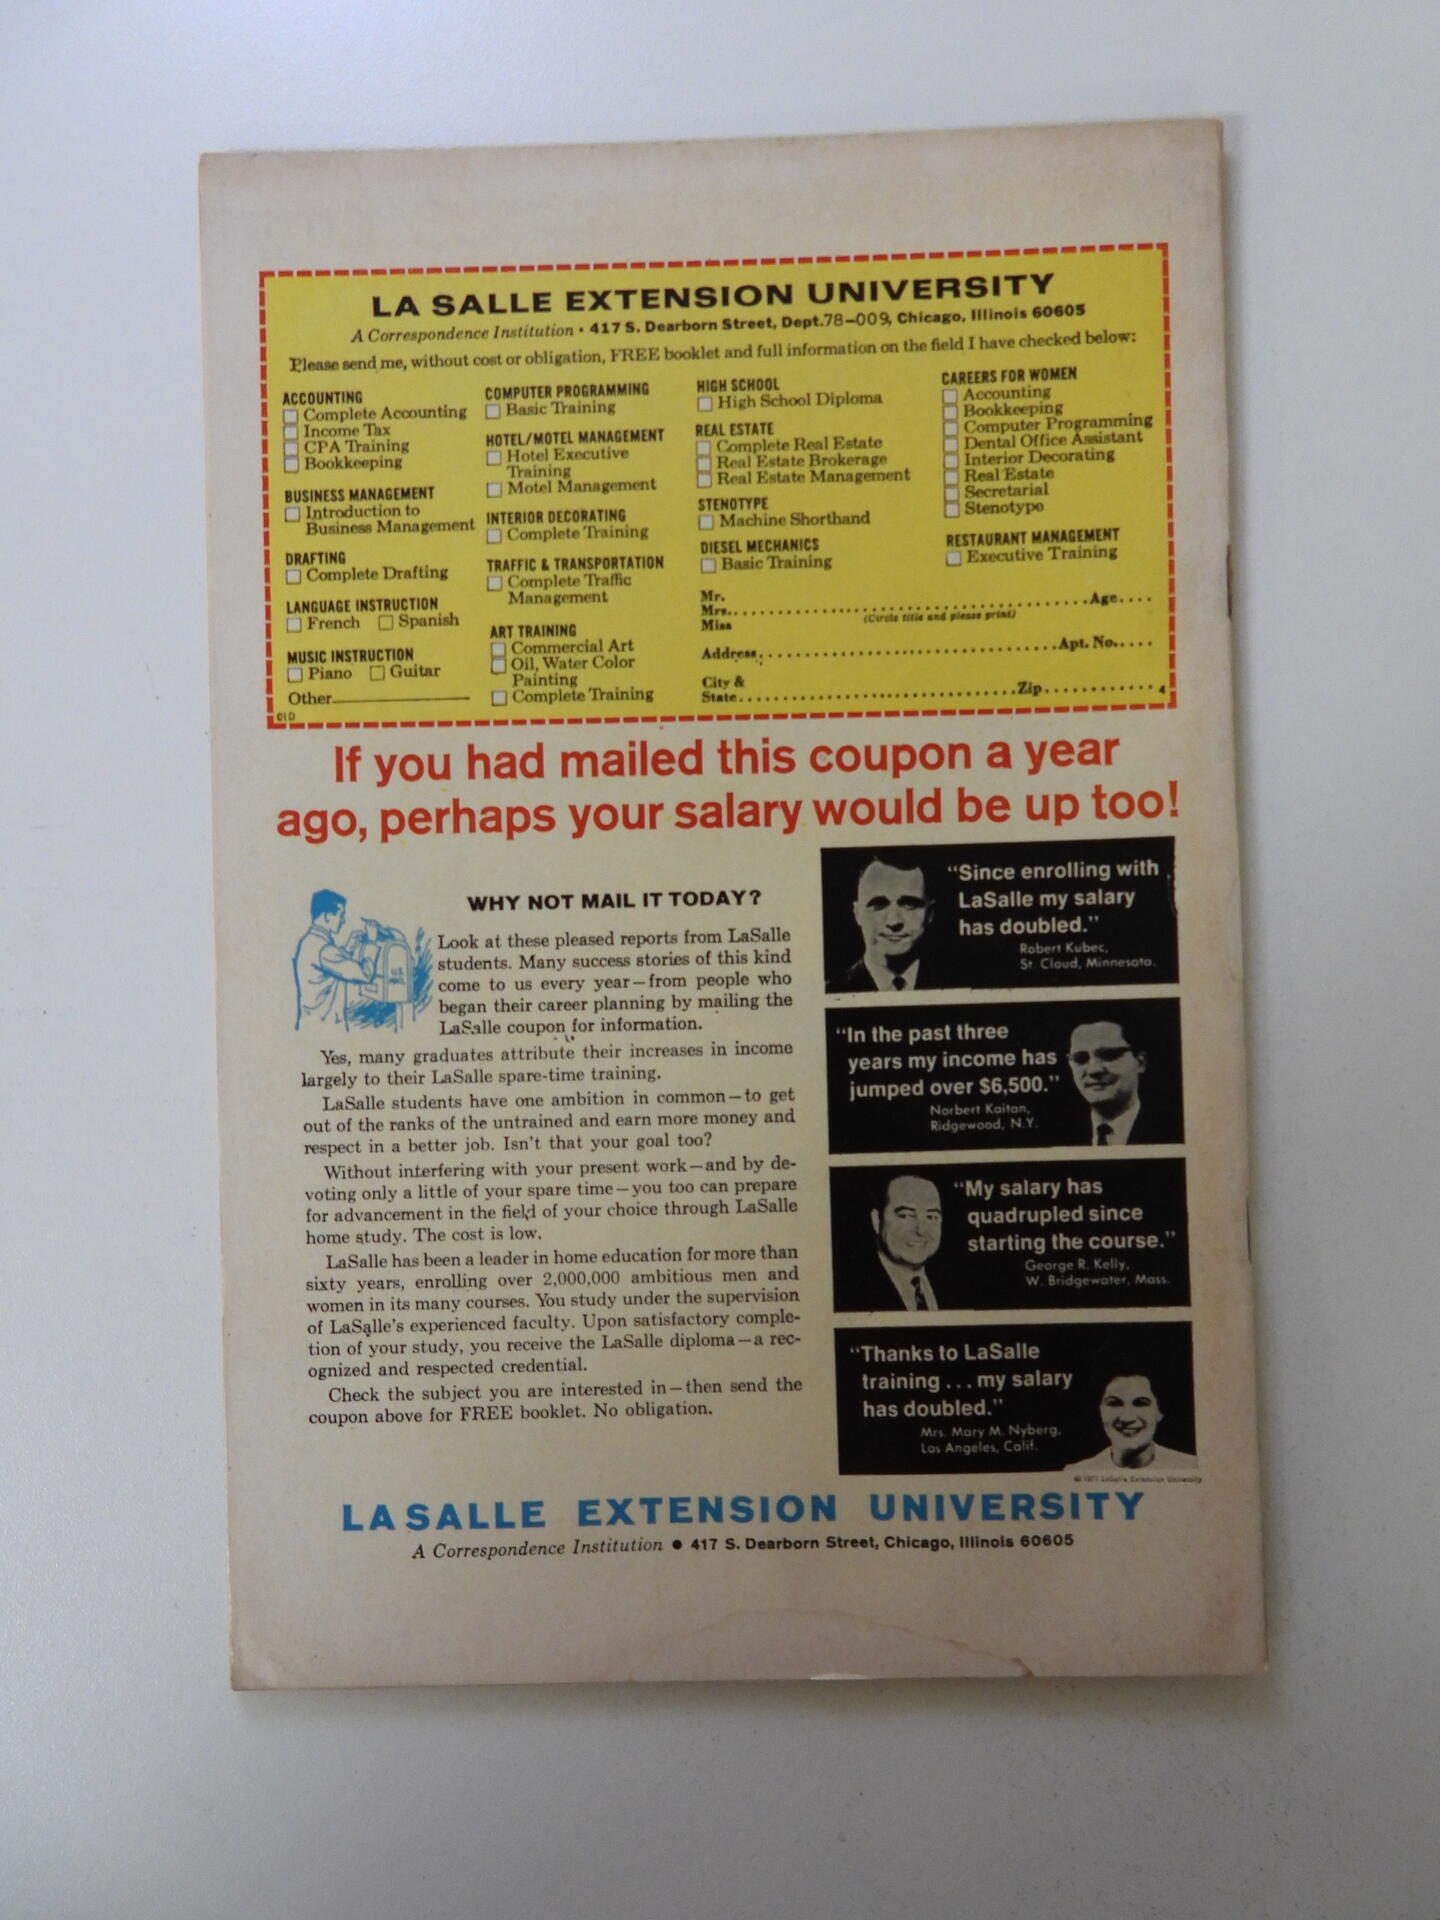 LA SALLE EXTENSION UNIVERSITY
A Correspondence Institution • 417 S. Dearborn Street, Dept.78-009, Chicago, Illinois 60605
Please send me, without cost or obligation, FREE booklet and full information on the field I have checked below:
ACCOUNTING
Complete Accounting
Income Tax
CPA Training
Bookkeeping
BUSINESS MANAGEMENT
Introduction to
Business Management
DRAFTING
Complete Drafting
LANGUAGE INSTRUCTION
French Spanish
MUSIC INSTRUCTION
Piano Guitar
Other
01D
COMPUTER PROGRAMMING
Basic Training
HOTEL/MOTEL MANAGEMENT
Hotel Executive
Training
Motel Management
INTERIOR DECORATING
Complete Training
TRAFFIC & TRANSPORTATION
Complete Traffic
Management
ART TRAINING
Commercial Art
Oil, Water Color
Painting
Complete Training
HIGH SCHOOL
High School Diploma
REAL ESTATE
Complete Real Estate
Real Estate Brokerage
Real Estate Management
STENOTYPE
Machine Shorthand
DIESEL MECHANICS
Basic Training
CAREERS FOR WOMEN
Accounting
Bookkeeping
Computer Programming
Dental Office Assistant
Interior Decorating
Real Estate
Secretarial
Stenotype
RESTAURANT MANAGEMENT
Executive Training
Mr.
Mrs. Age
(Circle title and please print)
Miss
Address Apt. No.
City &
State Zip 4
If you had mailed this coupon a year
ago, perhaps your salary would be up too!
U.S.
MAIL
WHY NOT MAIL IT TODAY?
Look at these pleased reports from LaSalle
students. Many success stories of this kind
come to us every year—from people who
began their career planning by mailing the
LaSalle coupon for information.
Yes, many graduates attribute their increases in income
largely to their LaSalle spare-time training.
LaSalle students have one ambition in common—to get
out of the ranks of the untrained and earn more money and
respect in a better job. Isn't that your goal too?
Without interfering with your present work—and by de-
voting only a little of your spare time—you too can prepare
for advancement in the field of your choice through LaSalle
home study. The cost is low.
LaSalle has been a leader in home education for more than
sixty years, enrolling over 2,000,000 ambitious men and
women in its many courses. You study under the supervision
of LaSalle's experienced faculty. Upon satisfactory comple-
tion of your study, you receive the LaSalle diploma—a rec-
ognized and respected credential.
Check the subject you are interested in—then send the
coupon above for FREE booklet. No obligation.
"Since enrolling with
LaSalle my salary
has doubled."
Robert Kubec,
St. Cloud, Minnesota.
"In the past three
years my income has
jumped over $6,500."
Norbert Kaitan,
Ridgewood, N.Y.
"My salary has
quadrupled since
starting the course."
George R. Kelly,
W. Bridgewater, Mass.
"Thanks to LaSalle
training...my salary
has doubled."
Mrs. Mary M. Nyberg,
Los Angeles, Calif.
LaSalle Extension University
LASALLE EXTENSION UNIVERSITY
A Correspondence Institution • 417 S. Dearborn Street, Chicago, Illinois 60605